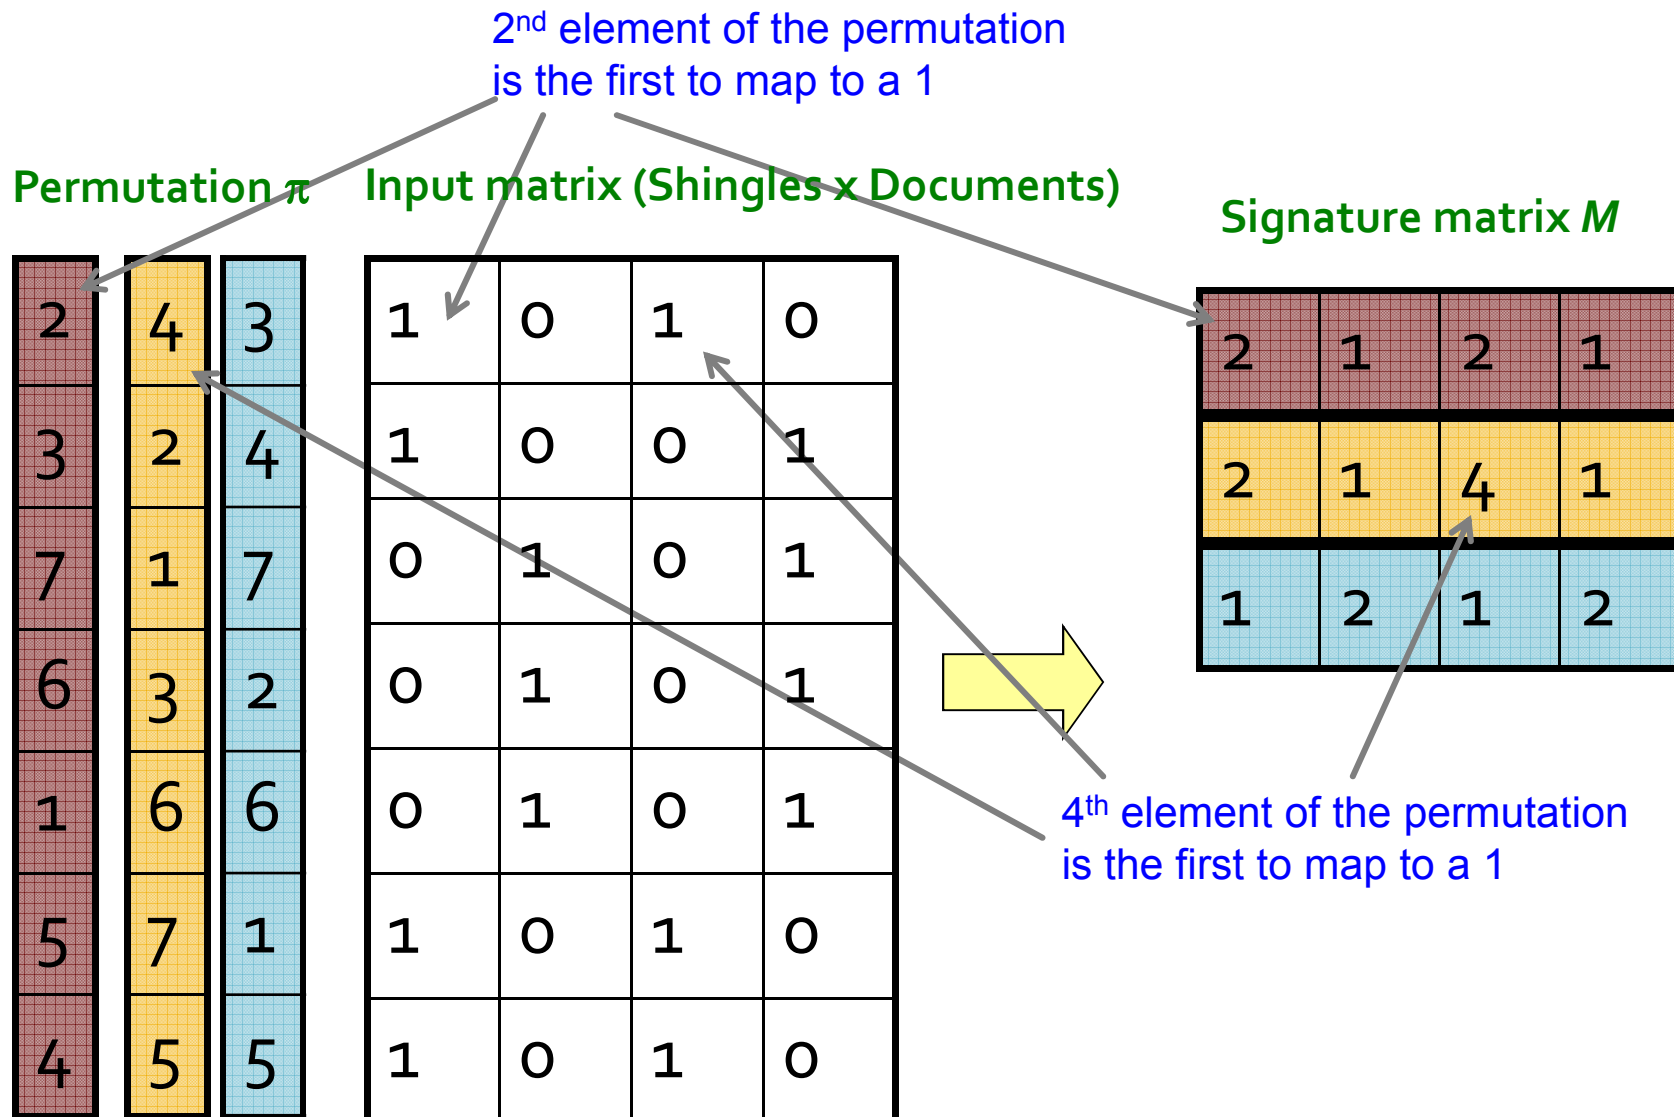 2nd element of the permutation
is the first to map to a 1
Permutation π
Input matrix (Shingles x Documents)
Signature matrix M
2 4 3 1 0 1 0
3 2 4 1 0 0 1
7 1 7 0 1 0 1
6 3 2 0 1 0 1
1 6 6 0 1 0 1
5 7 1 1 0 1 0
4 5 5 1 0 1 0
2 1 2 1
2 1 4 1
1 2 1 2
4th element of the permutation
is the first to map to a 1